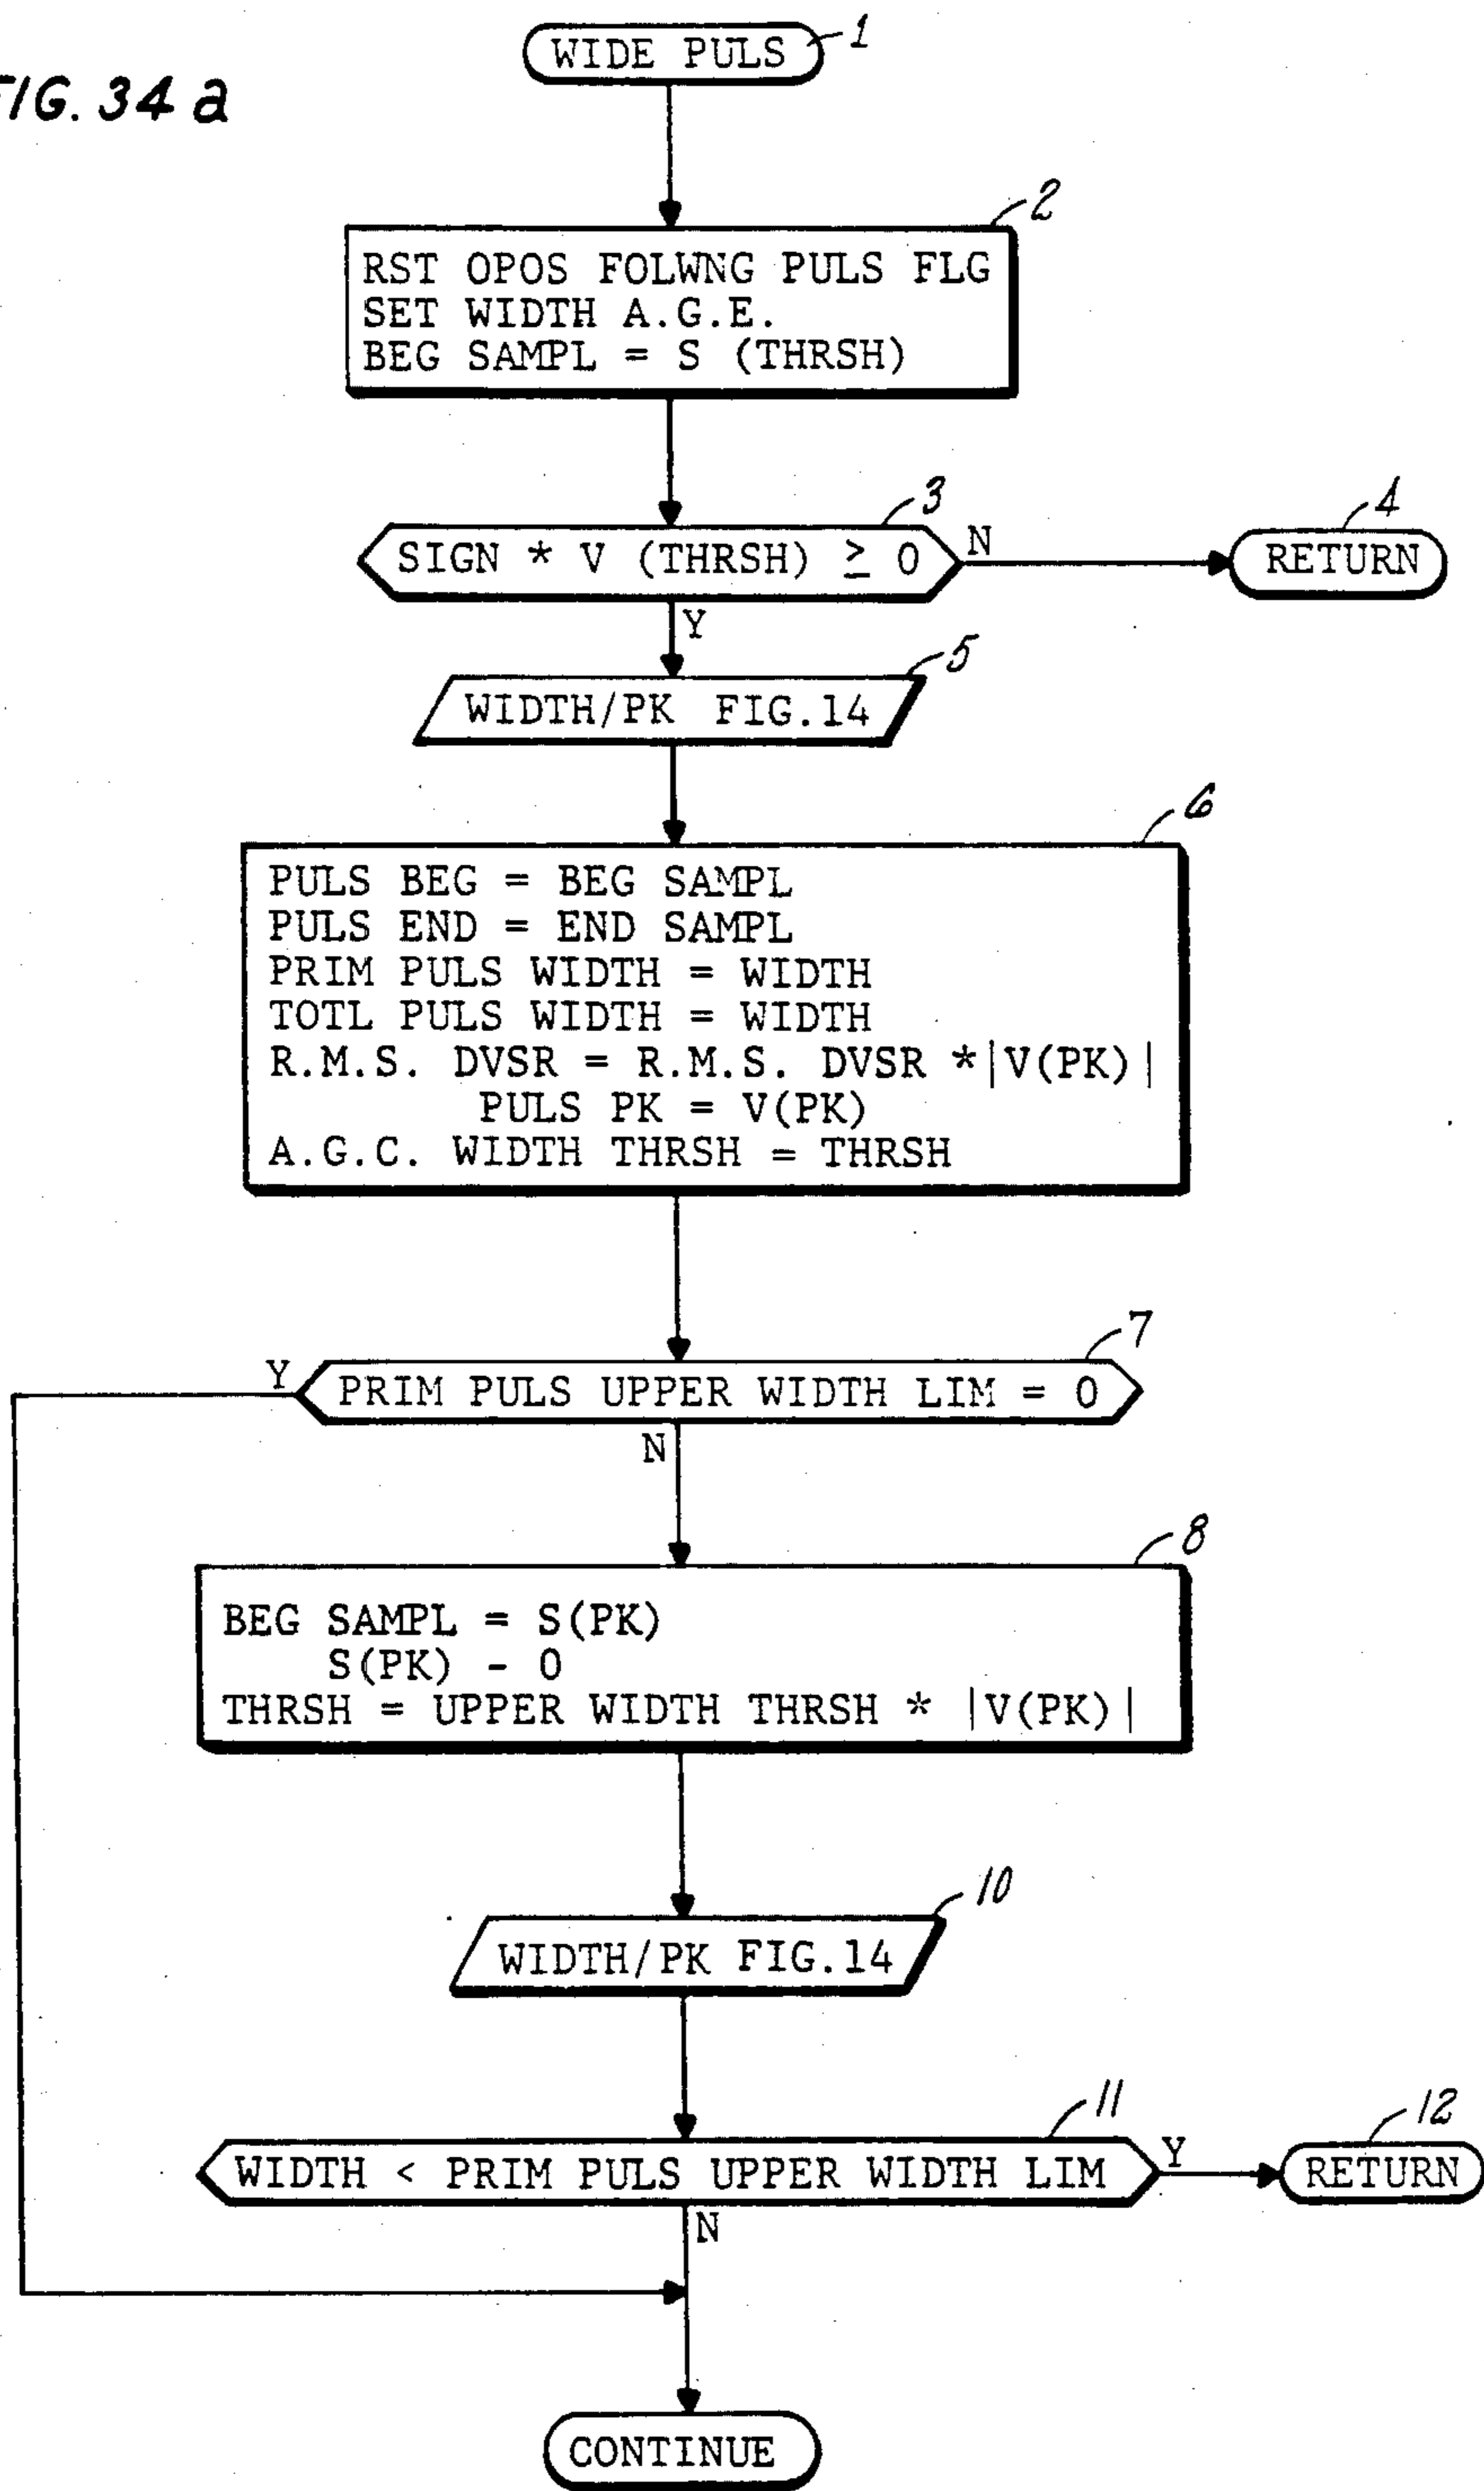 FIG. 34 a
WIDE PULS
1
2
RST OPOS FOLWNG PULS FLG
SET WIDTH A.G.E.
BEG SAMPL = S (THRSH)
3
SIGN * V (THRSH) ≥ 0
N
4
RETURN
Y
5
WIDTH/PK FIG.14
6
PULS BEG = BEG SAMPL
PULS END = END SAMPL
PRIM PULS WIDTH = WIDTH
TOTL PULS WIDTH = WIDTH
R.M.S. DVSR = R.M.S. DVSR *|V(PK)|
PULS PK = V(PK)
A.G.C. WIDTH THRSH = THRSH
7
Y
PRIM PULS UPPER WIDTH LIM = 0
N
8
BEG SAMPL = S(PK)
S(PK) - 0
THRSH = UPPER WIDTH THRSH * |V(PK)|
10
WIDTH/PK FIG.14
11
WIDTH < PRIM PULS UPPER WIDTH LIM
Y
12
RETURN
N
CONTINUE